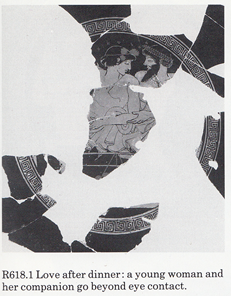 R618.1 Love after dinner: a young woman and
her companion go beyond eye contact.